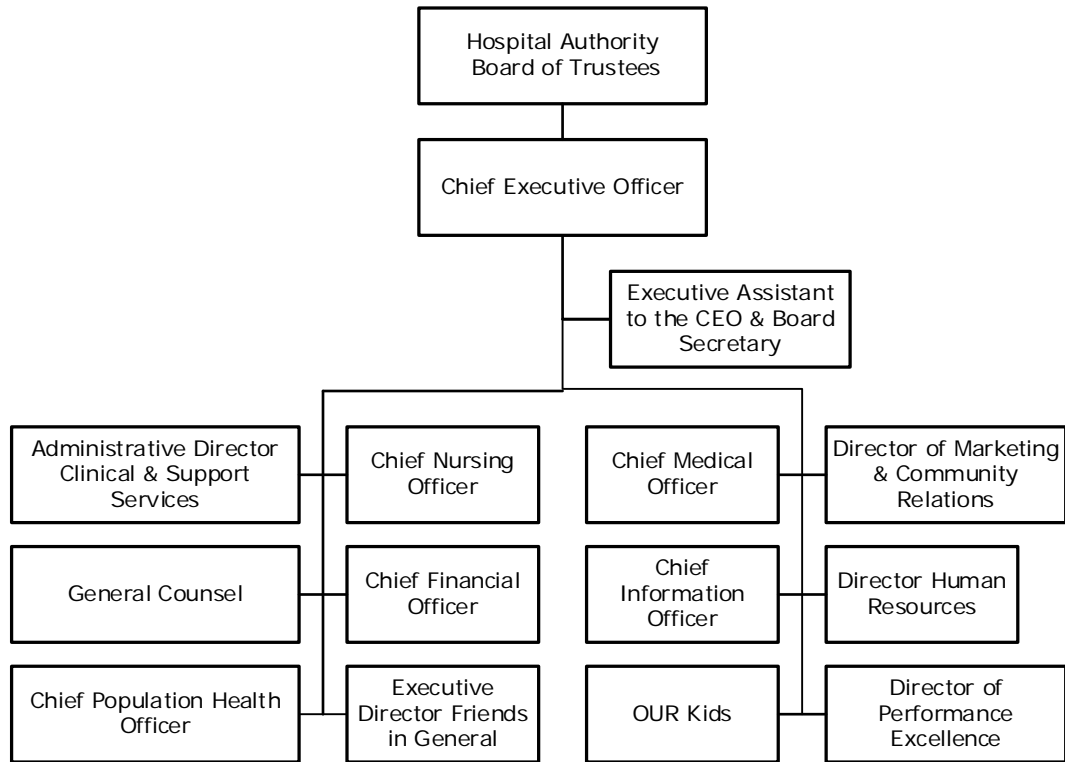 Hospital Authority
Board of Trustees
Chief Executive Officer
Executive Assistant
to the CEO & Board
Secretary
Administrative Director
Clinical & Support
Services
Chief Nursing
Officer
Chief Medical
Officer
Director of Marketing
& Community
Relations
General Counsel
Chief Financial
Officer
Chief
Information
Officer
Director Human
Resources
Chief Population Health
Officer
Executive
Director Friends
in General
OUR Kids
Director of
Performance
Excellence